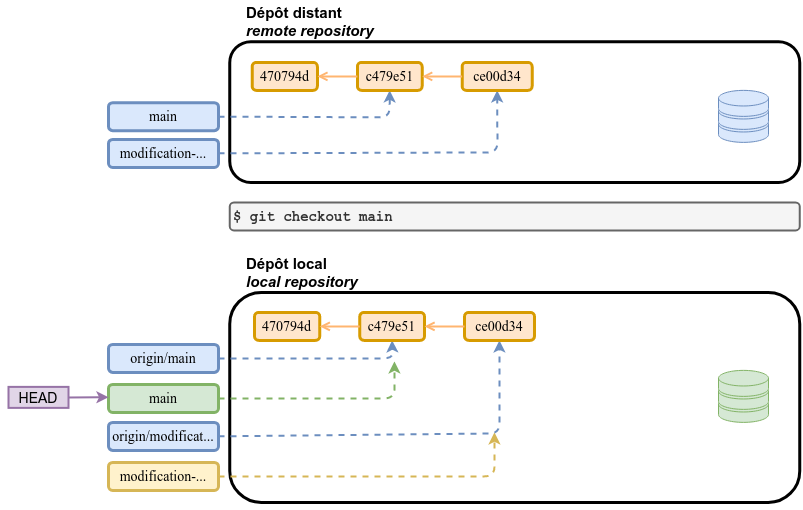 Dépôt distant
remote repository
470794d c479e51 ce00d34
main
modification-...
$ git checkout main
Dépôt local
local repository
470794d c479e51 ce00d34
origin/main
HEAD main
origin/modificat...
modification-...